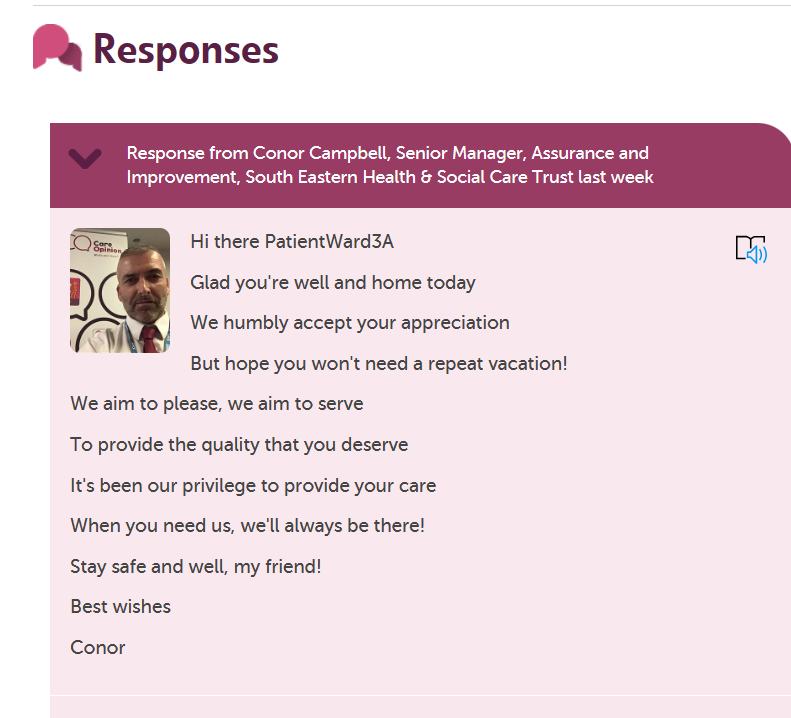 Responses
Response from Conor Campbell, Senior Manager, Assurance and
Improvement, South Eastern Health & Social Care Trust last week
Care
Opinion
Hi there PatientWard3A
Glad you're well and home today
We humbly accept your appreciation
But hope you won't need a repeat vacation!
We aim to please, we aim to serve
To provide the quality that you deserve
It's been our privilege to provide your care
When you need us, we'll always be there!
Stay safe and well, my friend!
Best wishes
Conor